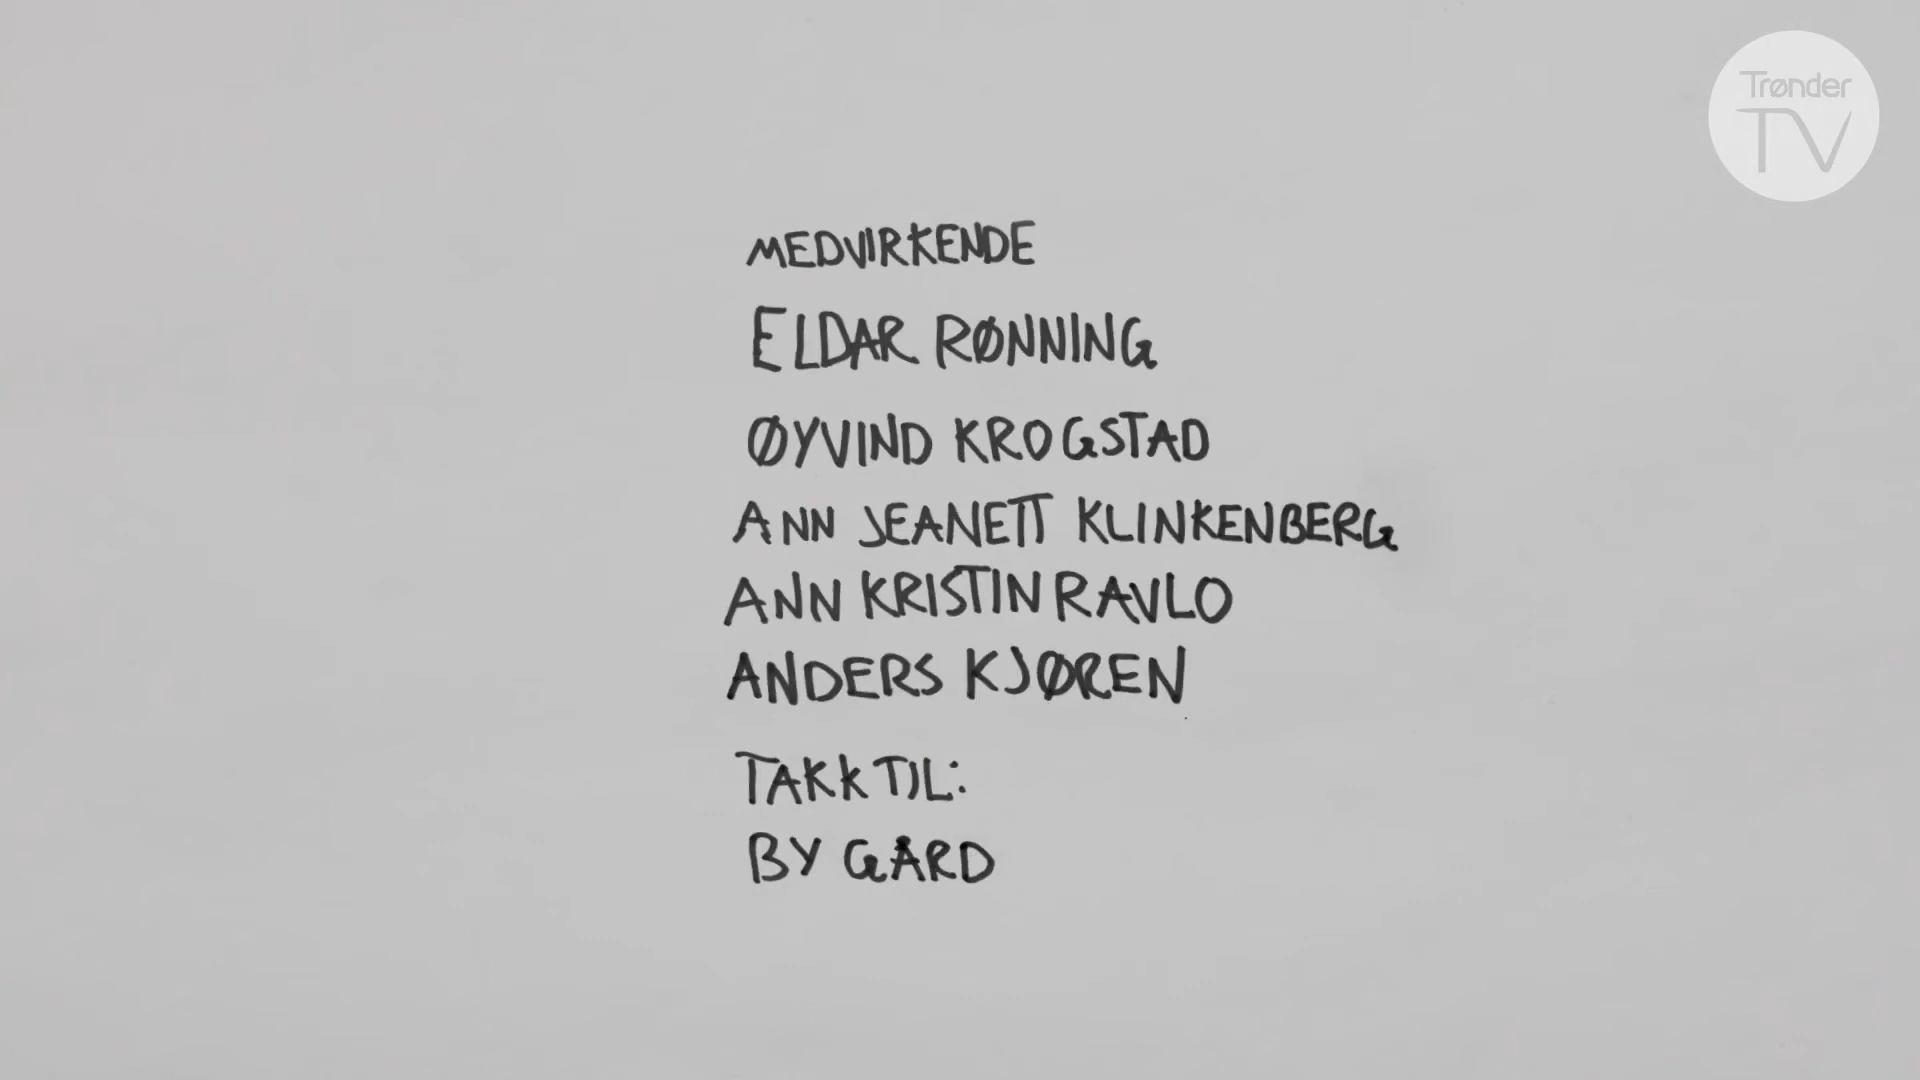 Trønder
TV
MEDVIRKENDE
ELDAR RØNNING
ØYVIND KROGSTAD
ANN JEANETT KLINKENBERG
ANN KRISTIN RAVLO
ANDERS KJØREN
TAKK TIL:
BY GÅRD